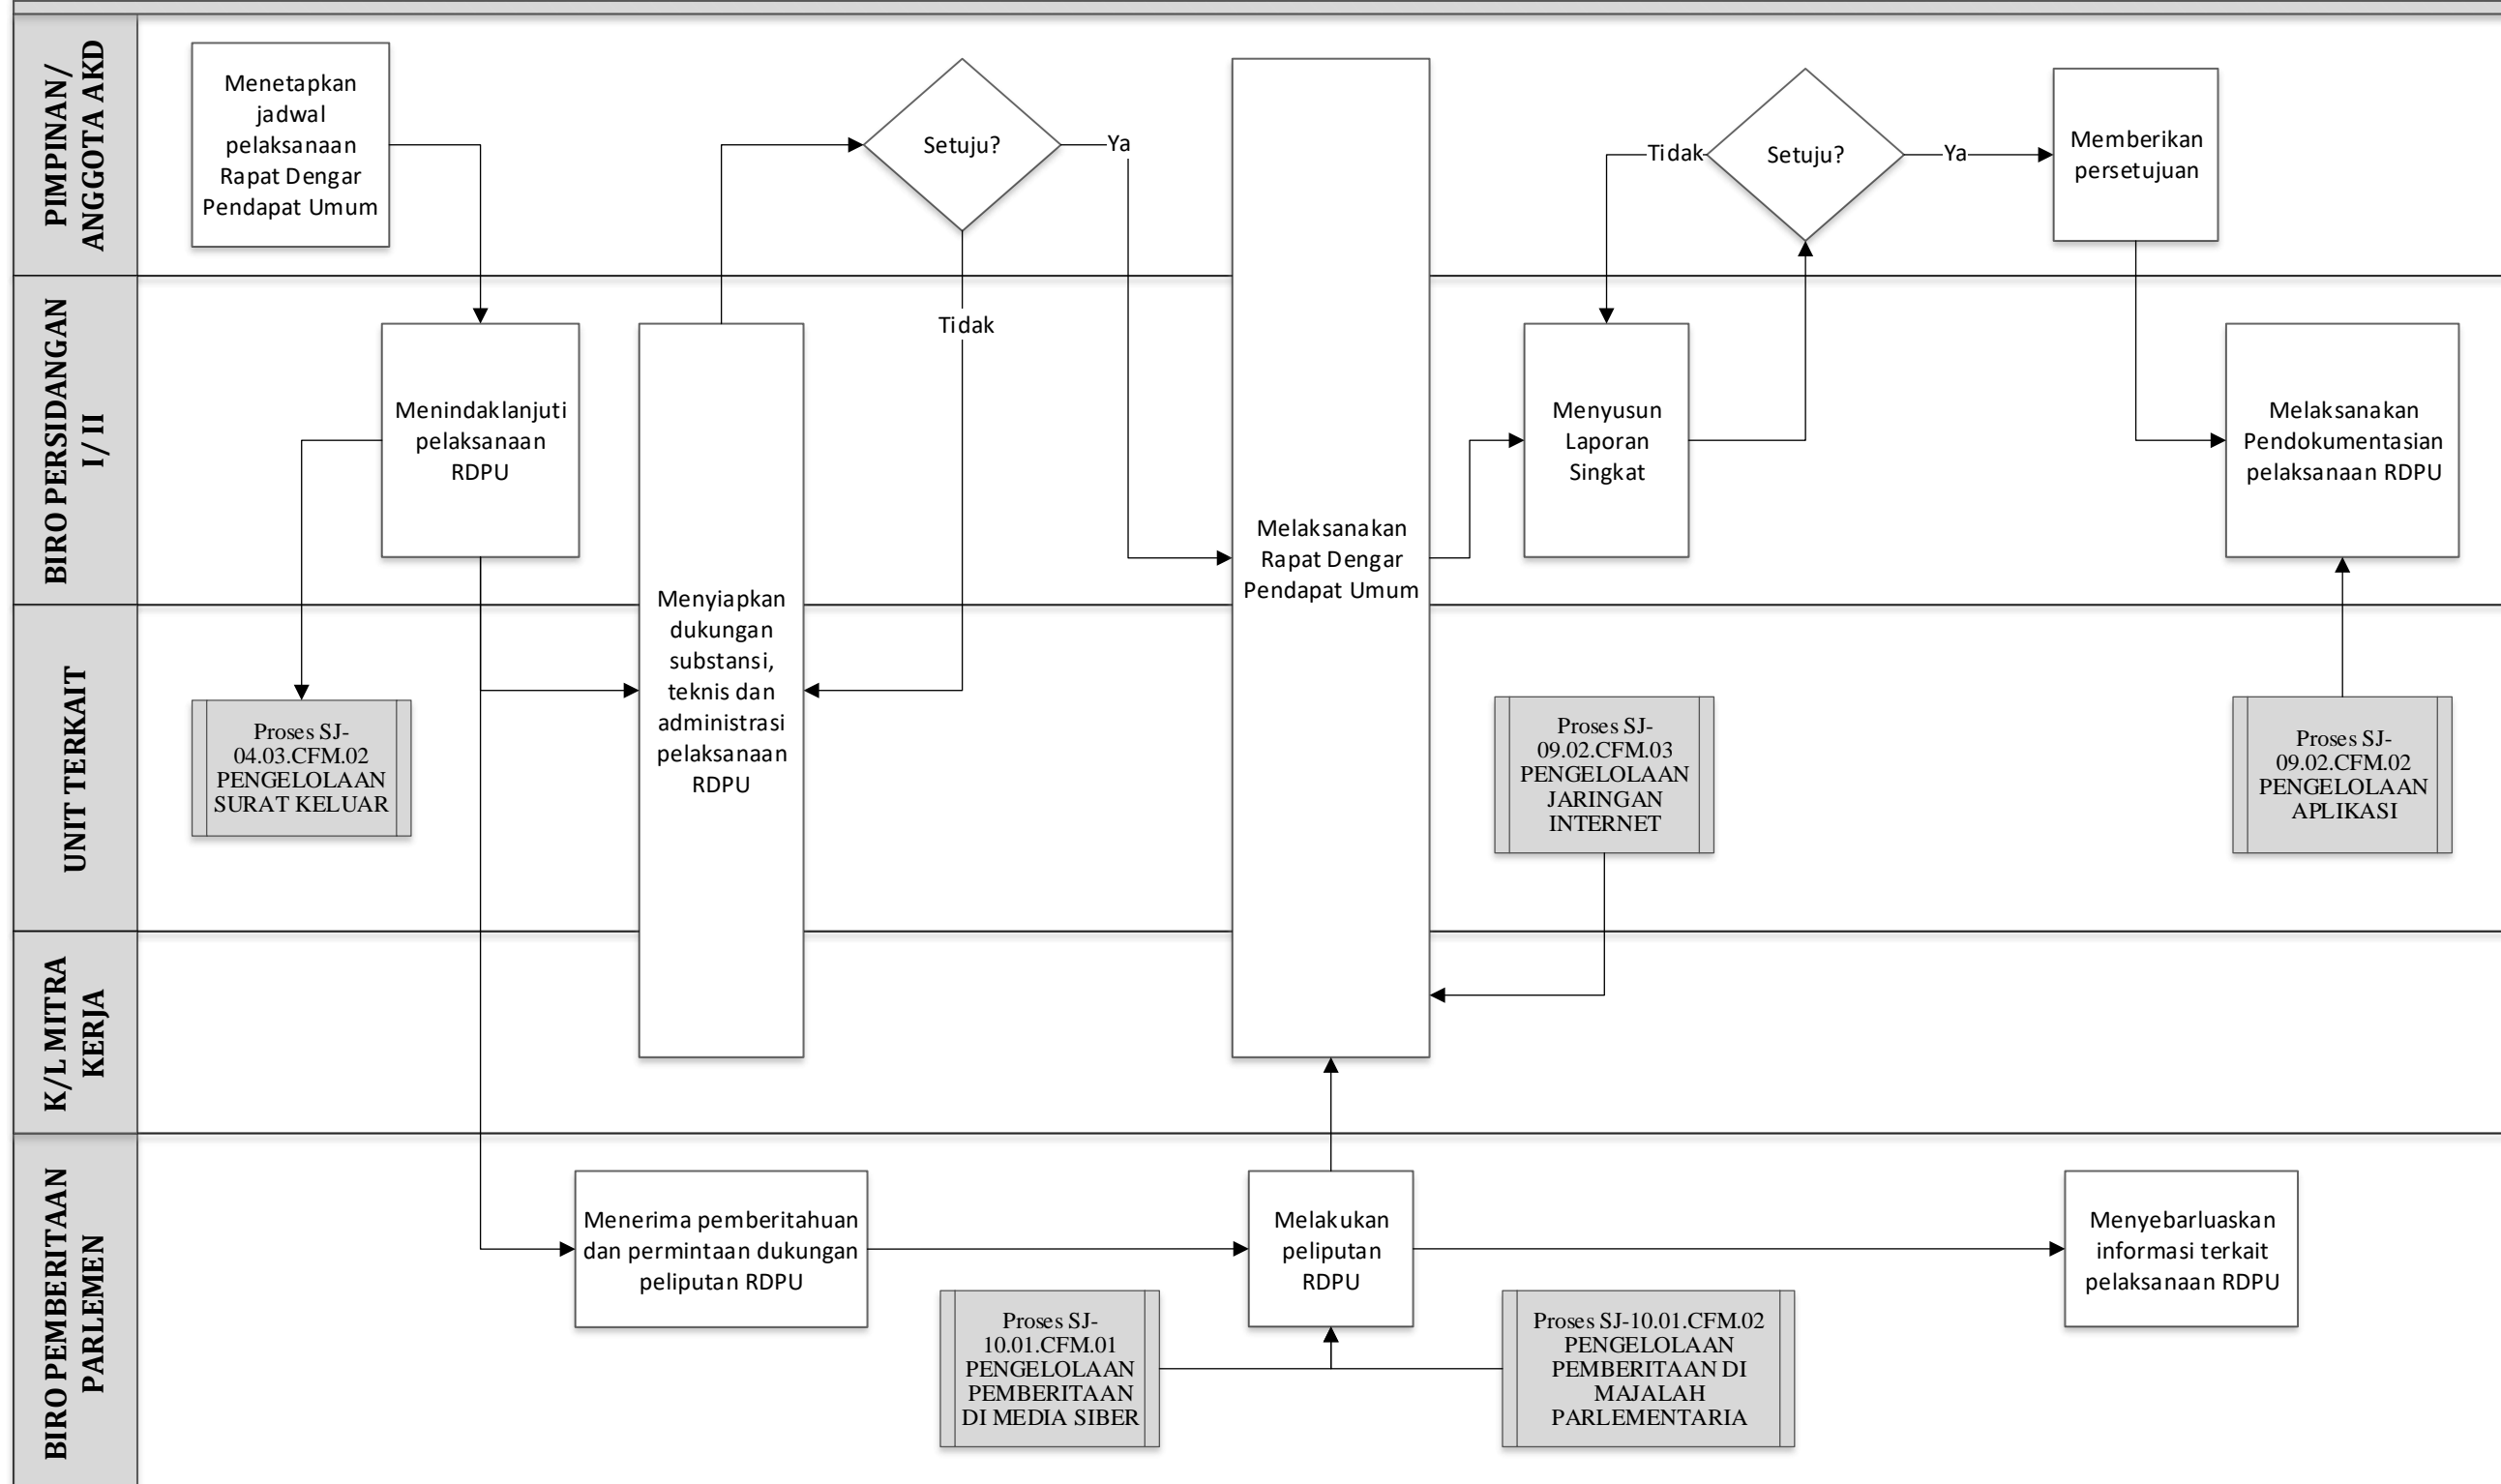 PIMPINAN/
ANGGOTA AKD
Menetapkan
jadwal
pelaksanaan
Rapat Dengar
Pendapat Umum
Setuju?
Ya
Tidak
Setuju?
Ya
Memberikan
persetujuan
BIRO PERSIDANGAN
I/ II
Menindaklanjuti
pelaksanaan
RDPU
Tidak
Menyusun
Laporan
Singkat
Melaksanakan
Pendokumentasian
pelaksanaan RDPU
Melaksanakan
Rapat Dengar
Pendapat Umum
Menyiapkan
dukungan
substansi,
teknis dan
administrasi
pelaksanaan
RDPU
UNIT TERKAIT
Proses SJ-
04.03.CFM.02
PENGELOLAAN
SURAT KELUAR
Proses SJ-
09.02.CFM.03
PENGELOLAAN
JARINGAN
INTERNET
Proses SJ-
09.02.CFM.02
PENGELOLAAN
APLIKASI
K/L MITRA
KERJA
BIRO PEMBERITAAN
PARLEMEN
Menerima pemberitahuan
dan permintaan dukungan
peliputan RDPU
Melakukan
peliputan
RDPU
Menyebarluaskan
informasi terkait
pelaksanaan RDPU
Proses SJ-
10.01.CFM.01
PENGELOLAAN
PEMBERITAAN
DI MEDIA SIBER
Proses SJ-10.01.CFM.02
PENGELOLAAN
PEMBERITAAN DI
MAJALAH
PARLEMENTARIA